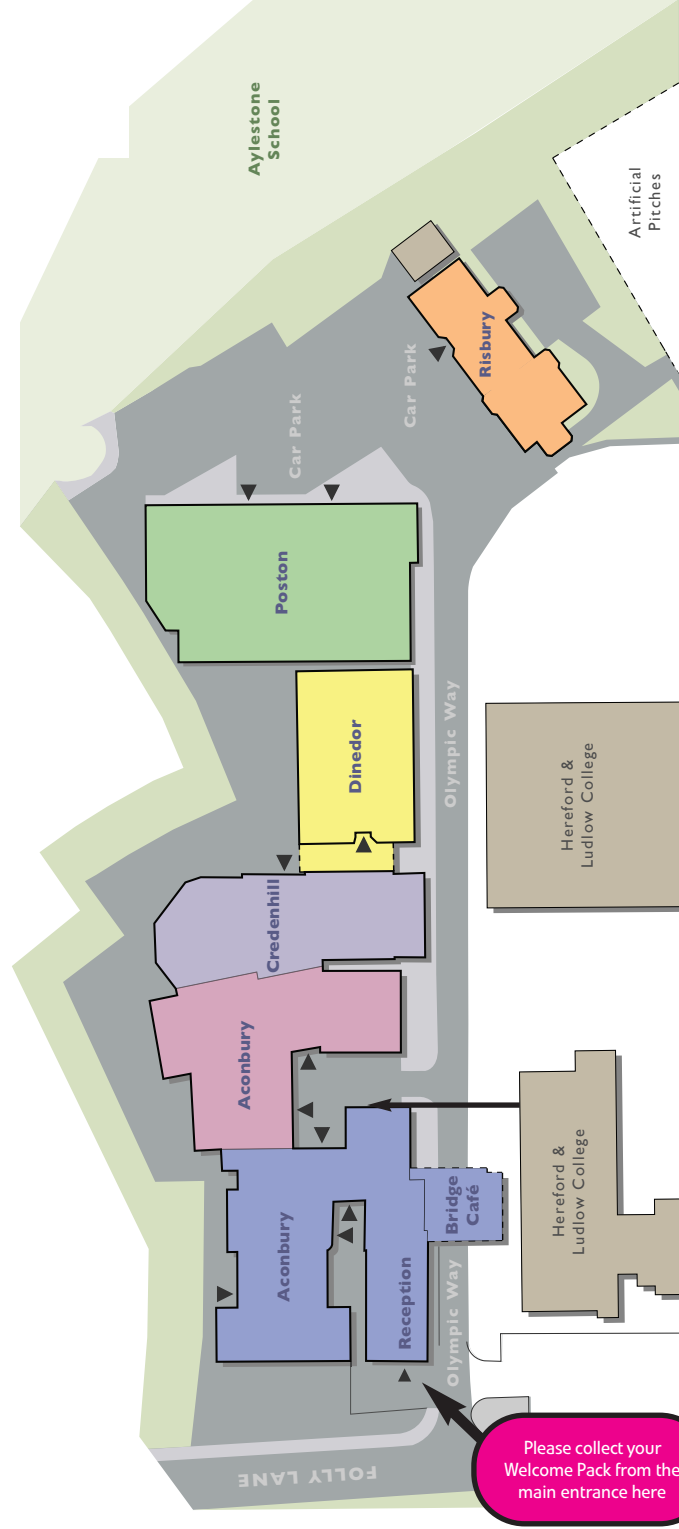 Aylestone
School
Artificial
Pitches
Risbury
Car Park
Car Park
Poston
Olympic Way
Dinedor
Hereford &
Ludlow College
Credenhill
Aconbury
Hereford &
Ludlow College
Bridge
Café
Aconbury
Reception
Olympic Way
FOLLY LANE
Please collect your
Welcome Pack from the
main entrance here